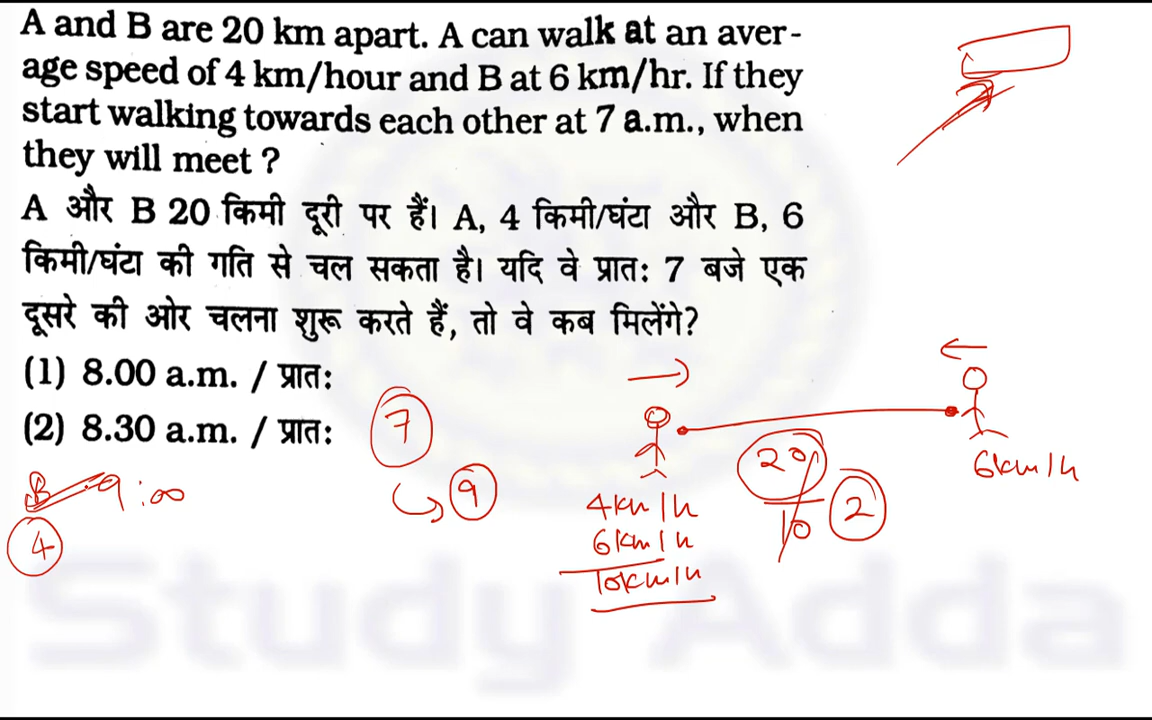 A and B are 20 km apart. A can walk at an aver-
age speed of 4 km/hour and B at 6 km/hr. If they
start walking towards each other at 7 a.m., when
they will meet ?
A और B 20 किमी दूरी पर हैं। A, 4 किमी/घंटा और B, 6
किमी/घंटा की गति से चल सकता है। यदि वे प्रात: 7 बजे एक
दूसरे की ओर चलना शुरू करते हैं, तो वे कब मिलेंगे?
(1) 8.00 a.m. / प्रात:
(2) 8.30 a.m. / प्रात:
7
9
9:00
4
4km/h
6km/h
10km/h
20
10
2
6km/h
Study Adda